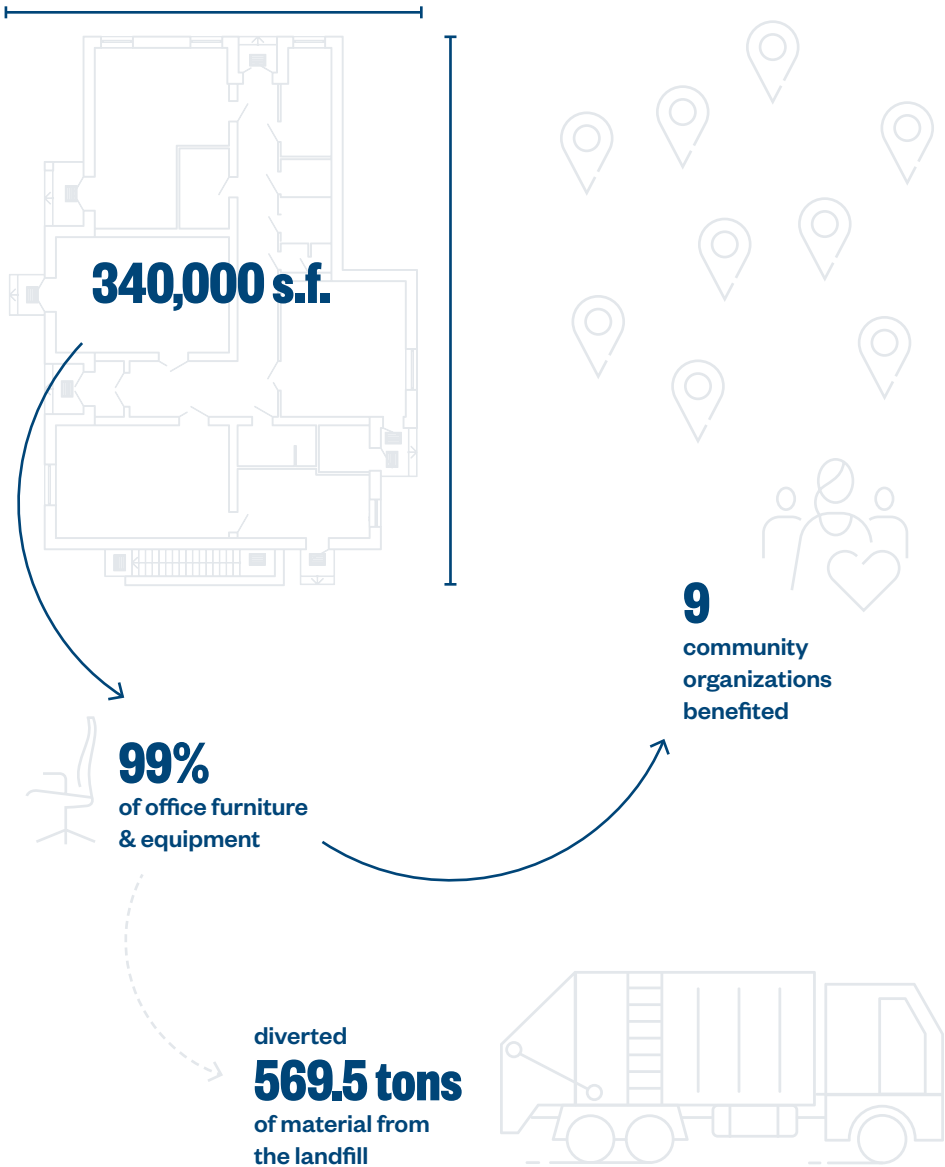 340,000 s.f.
99%
of office furniture
& equipment
9
community
organizations
benefited
diverted
569.5 tons
of material from
the landfill